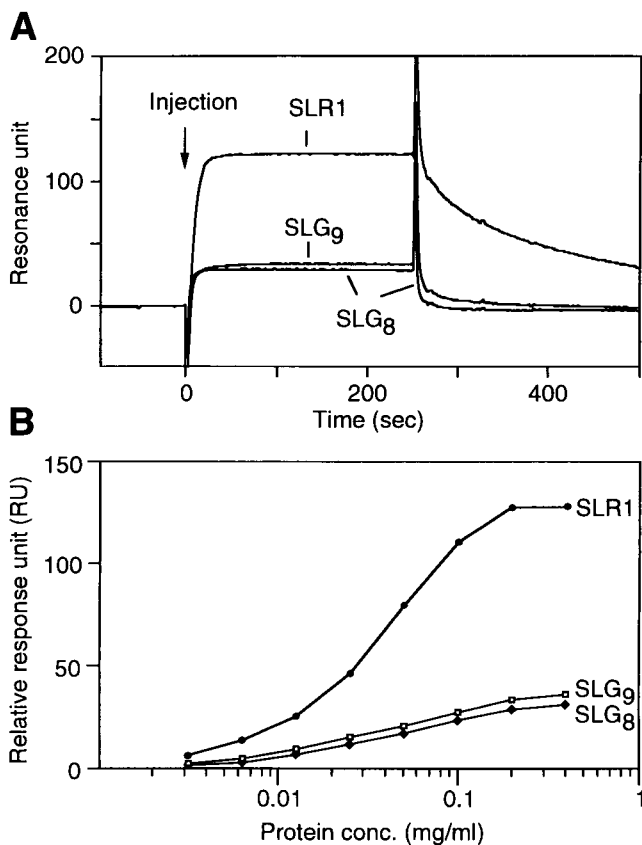 A
200
Injection
SLR1
100
Resonance unit
SLG9
0
SLG8
0 200 400
Time (sec)
B
150
SLR1
100
Relative response unit (RU)
50
SLG9
SLG8
0
0.01 0.1 1
Protein conc. (mg/ml)